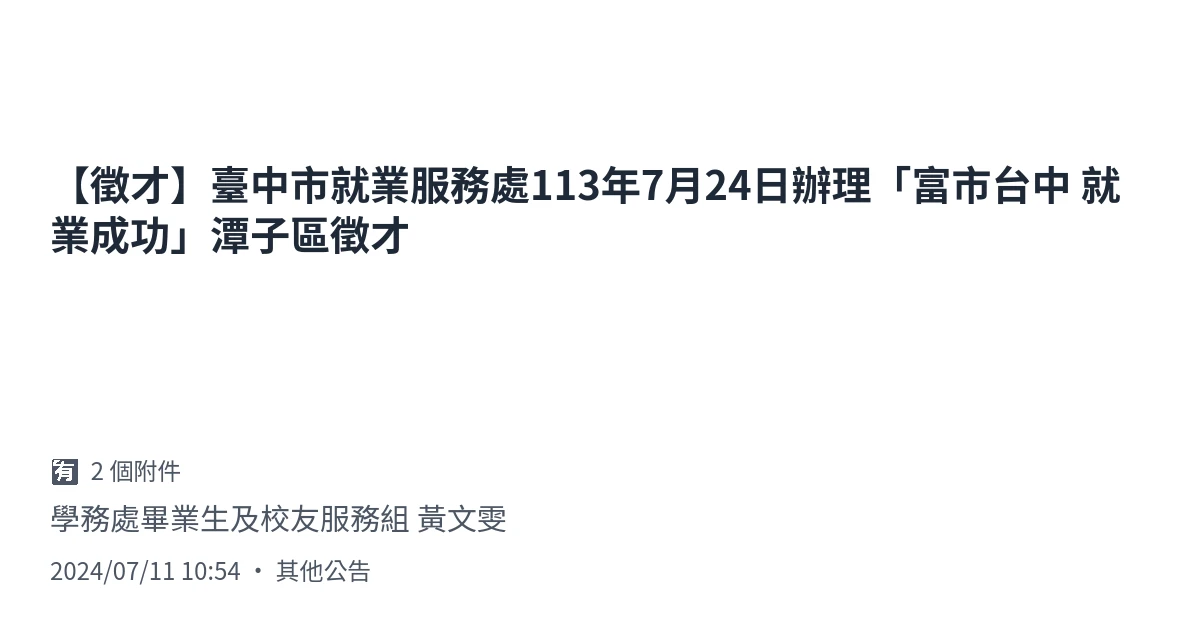 【徵才】臺中市就業服務處113年7月24日辦理「富市台中 就
業成功」潭子區徵才
有 2 個附件
學務處畢業生及校友服務組 黃文雯
2024/07/11 10:54 • 其他公告